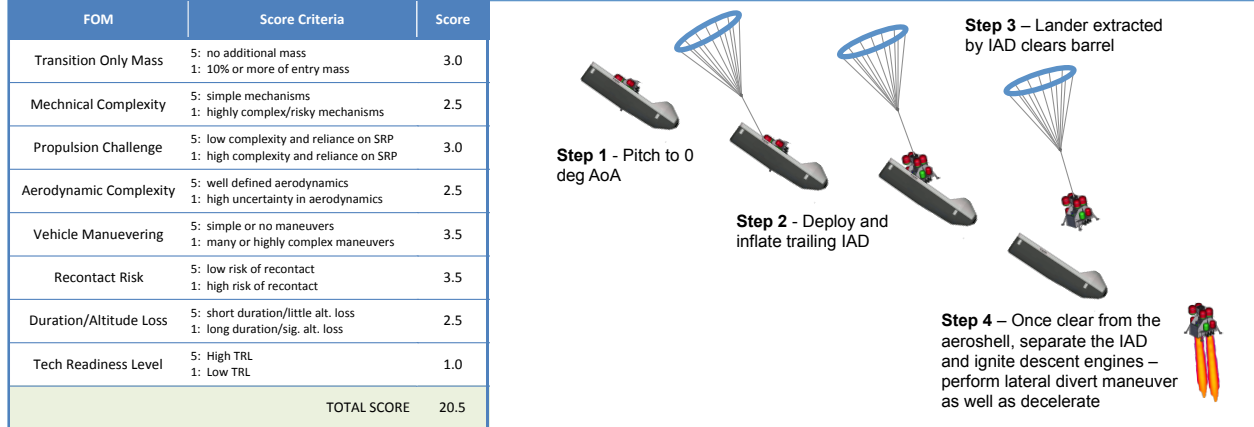 FOM Score Criteria Score
Transition Only Mass 5: no additional mass 3.0
1: 10% or more of entry mass
Mechnical Complexity 5: simple mechanisms 2.5
1: highly complex/risky mechanisms
Propulsion Challenge 5: low complexity and reliance on SRP 3.0
1: high complexity and reliance on SRP
Aerodynamic Complexity 5: well defined aerodynamics 2.5
1: high uncertainty in aerodynamics
Vehicle Manuevering 5: simple or no maneuvers 3.5
1: many or highly complex maneuvers
Recontact Risk 5: low risk of recontact 3.5
1: high risk of recontact
Duration/Altitude Loss 5: short duration/little alt. loss 2.5
1: long duration/sig. alt. loss
Tech Readiness Level 5: High TRL 1.0
1: Low TRL
TOTAL SCORE 20.5
Step 1 - Pitch to 0
deg AoA
Step 2 - Deploy and
inflate trailing IAD
Step 3 – Lander extracted
by IAD clears barrel
Step 4 – Once clear from the
aeroshell, separate the IAD
and ignite descent engines –
perform lateral divert maneuver
as well as decelerate